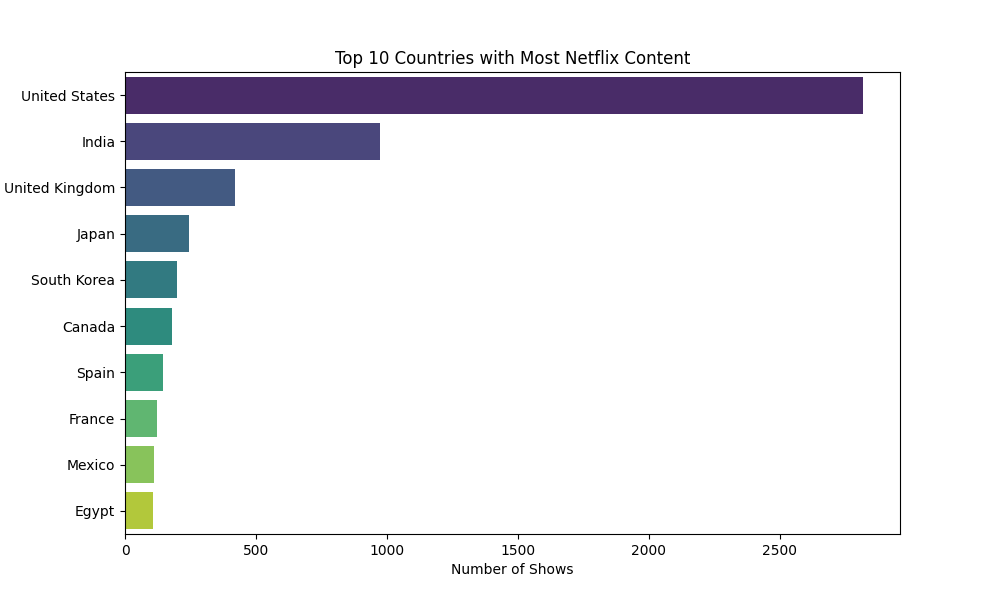 Top 10 Countries with Most Netflix Content
United States
India
United Kingdom
Japan
South Korea
Canada
Spain
France
Mexico
Egypt
0 500 1000 1500 2000 2500
Number of Shows